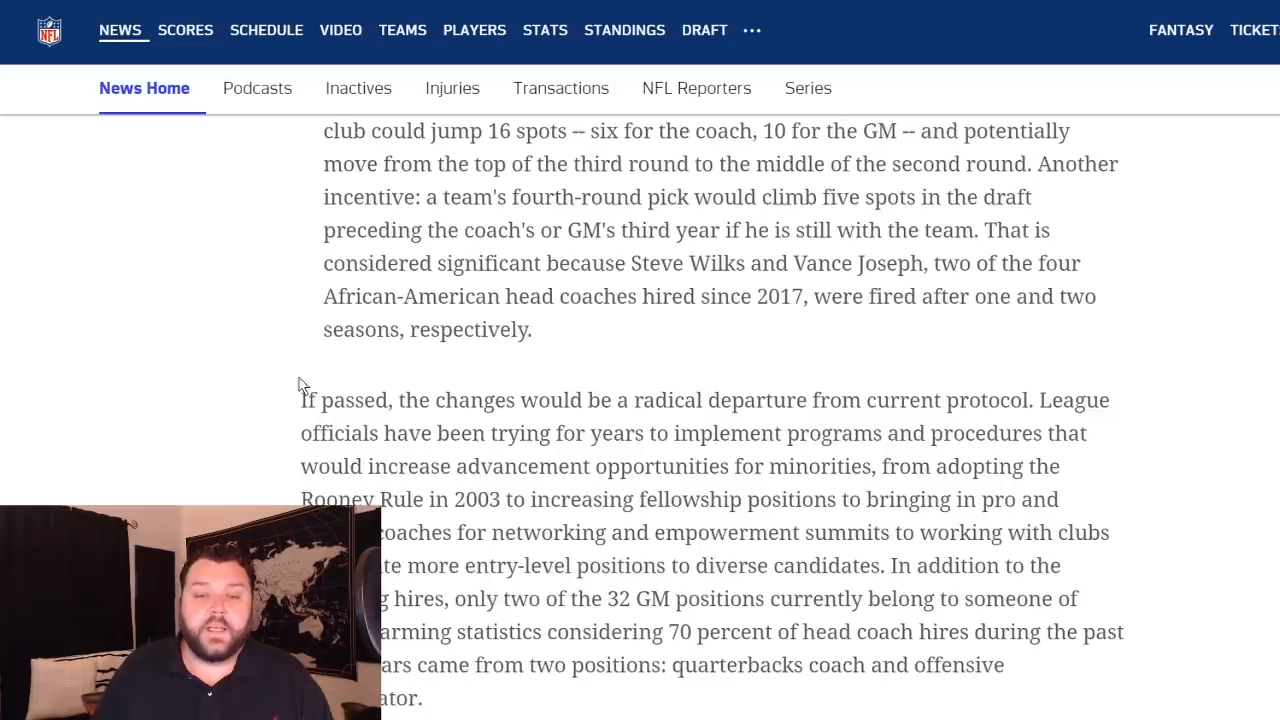 NFL
NEWS SCORES SCHEDULE VIDEO TEAMS PLAYERS STATS STANDINGS DRAFT ••• FANTASY TICKET
News Home Podcasts Inactives Injuries Transactions NFL Reporters Series
club could jump 16 spots -- six for the coach, 10 for the GM -- and potentially
move from the top of the third round to the middle of the second round. Another
incentive: a team's fourth-round pick would climb five spots in the draft
preceding the coach's or GM's third year if he is still with the team. That is
considered significant because Steve Wilks and Vance Joseph, two of the four
African-American head coaches hired since 2017, were fired after one and two
seasons, respectively.
If passed, the changes would be a radical departure from current protocol. League
officials have been trying for years to implement programs and procedures that
would increase advancement opportunities for minorities, from adopting the
Rooney Rule in 2003 to increasing fellowship positions to bringing in pro and
coaches for networking and empowerment summits to working with clubs
more entry-level positions to diverse candidates. In addition to the
hires, only two of the 32 GM positions currently belong to someone of
arming statistics considering 70 percent of head coach hires during the past
ars came from two positions: quarterbacks coach and offensive
ator.